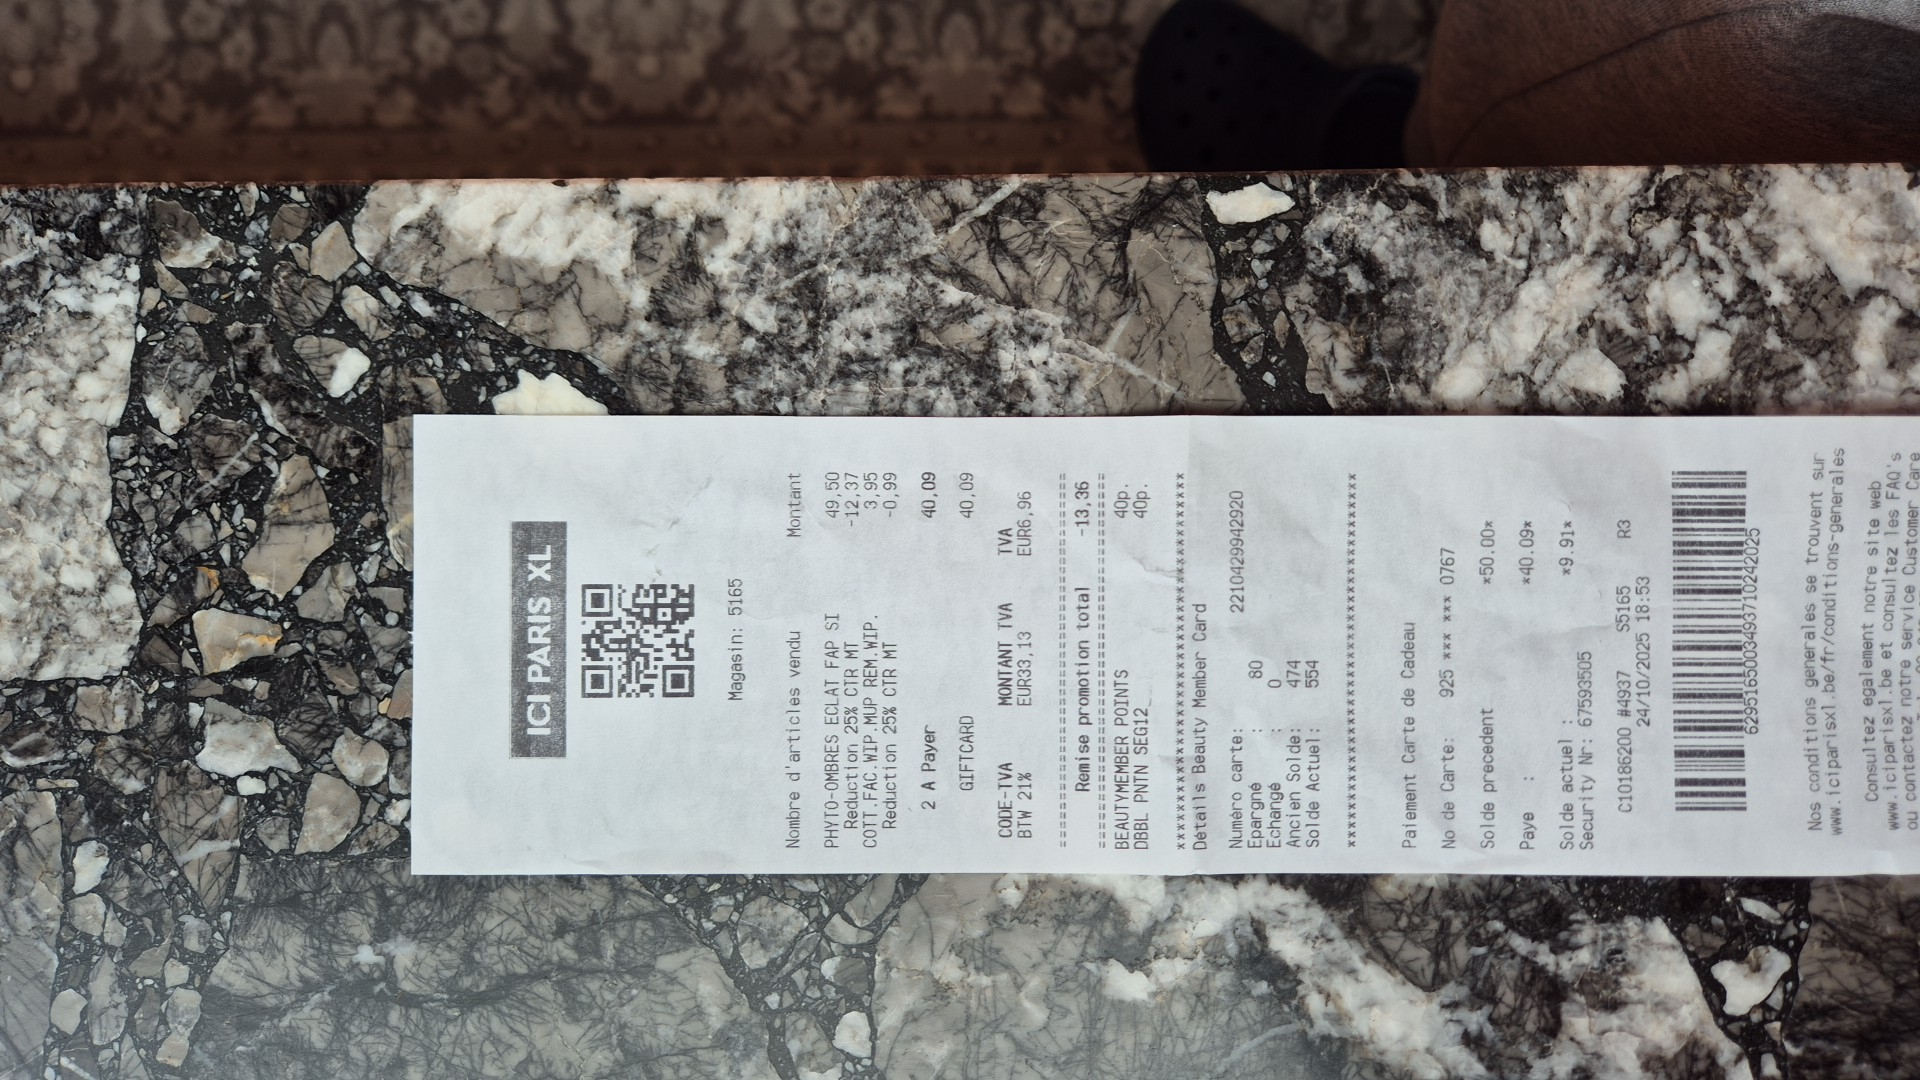 ICI PARIS XL
Magasin: 5165
Nombre d'articles vendu Montant
PHYTO-OMBRES ECLAT FAP SI 49,50
Reduction 25% CTR MT -12,37
COTT.FAC.WIP.MUP REM.WIP. 3,95
Reduction 25% CTR MT -0,99
2 A Payer 40,09
GIFTCARD 40,09
CODE-TVA MONTANT TVA TVA
BTW 21% EUR33,13 EUR6,96
========================================
Remise promotion total -13,36
========================================
BEAUTYMEMBER POINTS 40p.
DBBL PNTN SEG12_ 40p.
****************************************
Détails Beauty Member Card
Numéro carte: 2210429942920
Epargné : 80
Echangé : 0
Ancien Solde: 474
Solde Actuel: 554
****************************************
Paiement Carte de Cadeau
No de Carte: 925 *** *** 0767
Solde precedent *50.00*
Paye : *40.09*
Solde actuel : *9.91*
Security Nr: 67593505
C10186200 #4937 S5165 R3
24/10/2025 18:53
6295165003493710242025
Nos conditions generales se trouvent sur
www.iciparisxl.be/fr/conditions-generales
Consultez egalement notre site web
www.iciparisxl.be et consultez les FAQ's
ou contactez notre service Customer Care